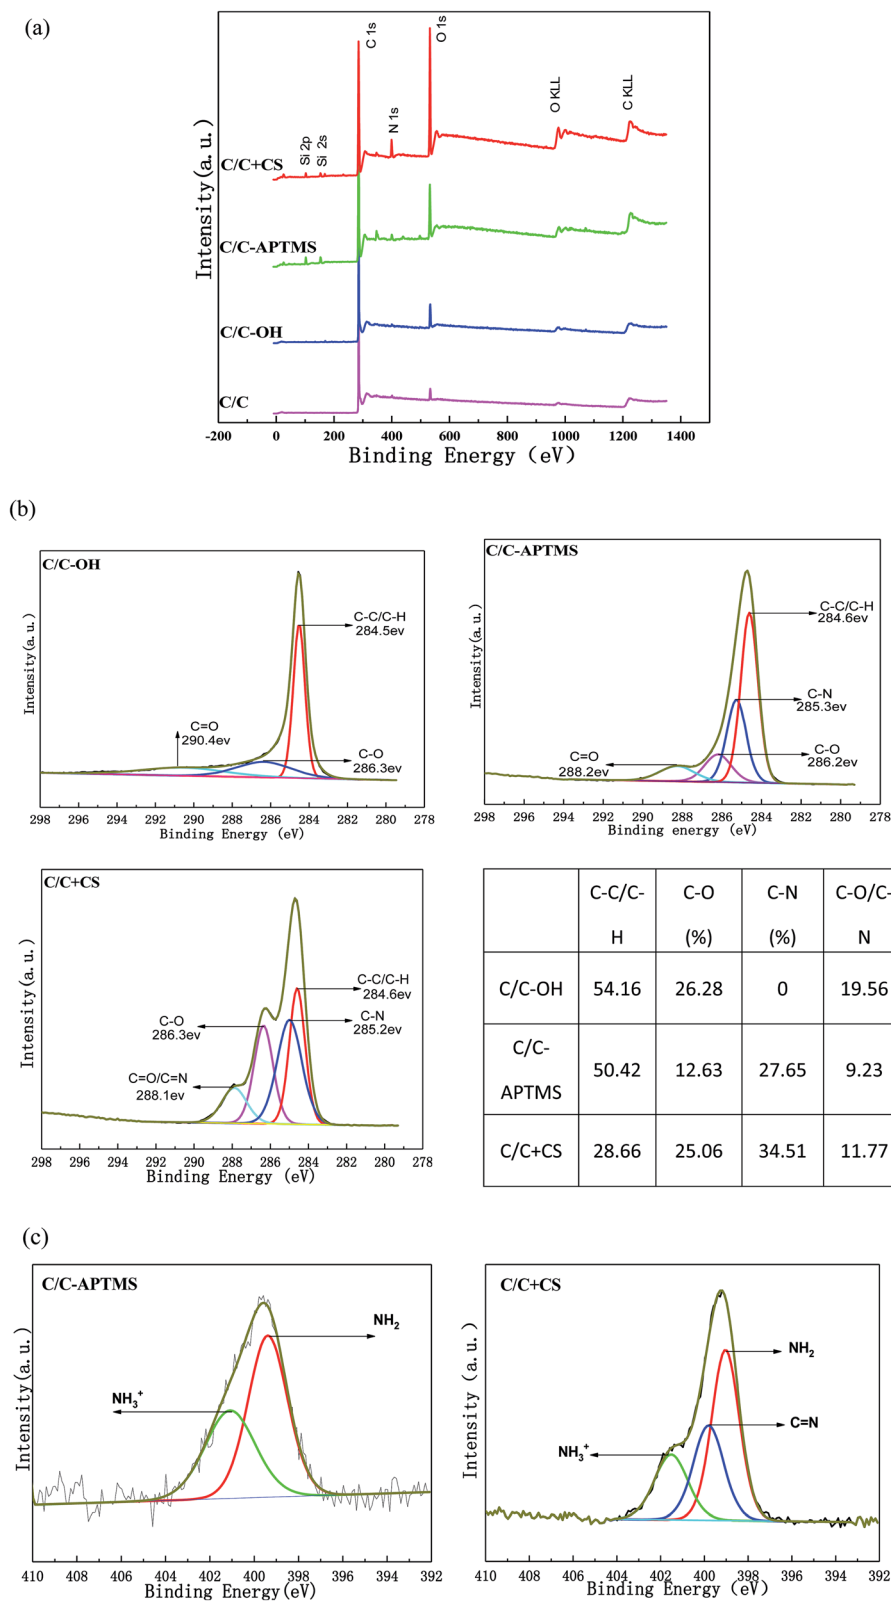 (a)
C 1s
O 1s
O KLL
C KLL
N 1s
Si 2p
Si 2s
C/C+CS
C/C-APTMS
C/C-OH
C/C
Intensity(a.u.)
-200 0 200 400 600 800 1000 1200 1400
Binding Energy (eV)
(b)
C/C-OH
C-C/C-H
284.5ev
C=O
290.4ev
C-O
286.3ev
Intensity(a.u.)
298 296 294 292 290 288 286 284 282 280 278
Binding Energy (eV)
C/C-APTMS
C-C/C-H
284.6ev
C-N
285.3ev
C=O
288.2ev
C-O
286.2ev
Intensity(a.u.)
298 296 294 292 290 288 286 284 282 280 278
Binding energy (eV)
C/C+CS
C-C/C-H
284.6ev
C-O
286.3ev
C-N
285.2ev
C=O/C=N
288.1ev
Intensity(a.u.)
298 296 294 292 290 288 286 284 282 280 278
Binding Energy (eV)
C-C/C- C-O C-N C-O/C-
H (%) (%) N
C/C-OH 54.16 26.28 0 19.56
C/C-
APTMS 50.42 12.63 27.65 9.23
C/C+CS 28.66 25.06 34.51 11.77
(c)
C/C-APTMS
NH2
NH3+
Intensity(a.u.)
410 408 406 404 402 400 398 396 394 392
Binding Energy(eV)
C/C+CS
NH2
C=N
NH3+
Intensity (a.u.)
410 408 406 404 402 400 398 396 394 392
Binding Energy (eV)